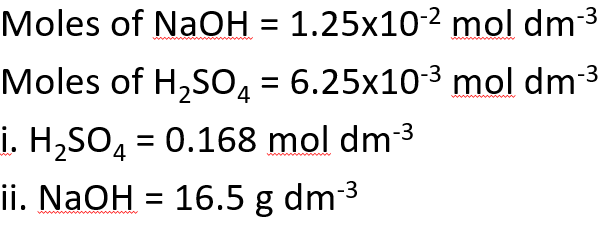 Moles of NaOH = 1.25x10⁻² mol dm⁻³
Moles of H₂SO₄ = 6.25x10⁻³ mol dm⁻³
i. H₂SO₄ = 0.168 mol dm⁻³
ii. NaOH = 16.5 g dm⁻³